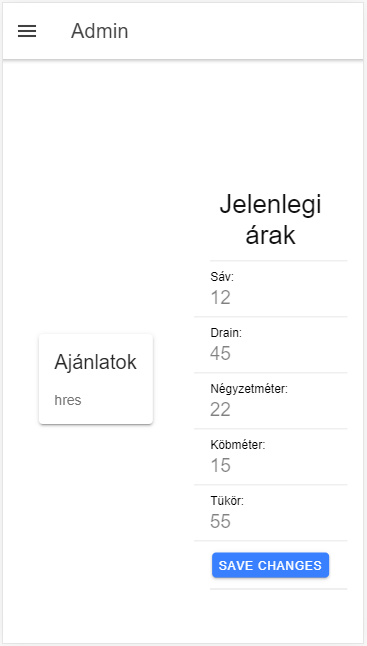 Admin
Ajánlatok
hres
Jelenlegi
árak
Sáv:
12
Drain:
45
Négyzetméter:
22
Köbméter:
15
Tükör:
55
SAVE CHANGES